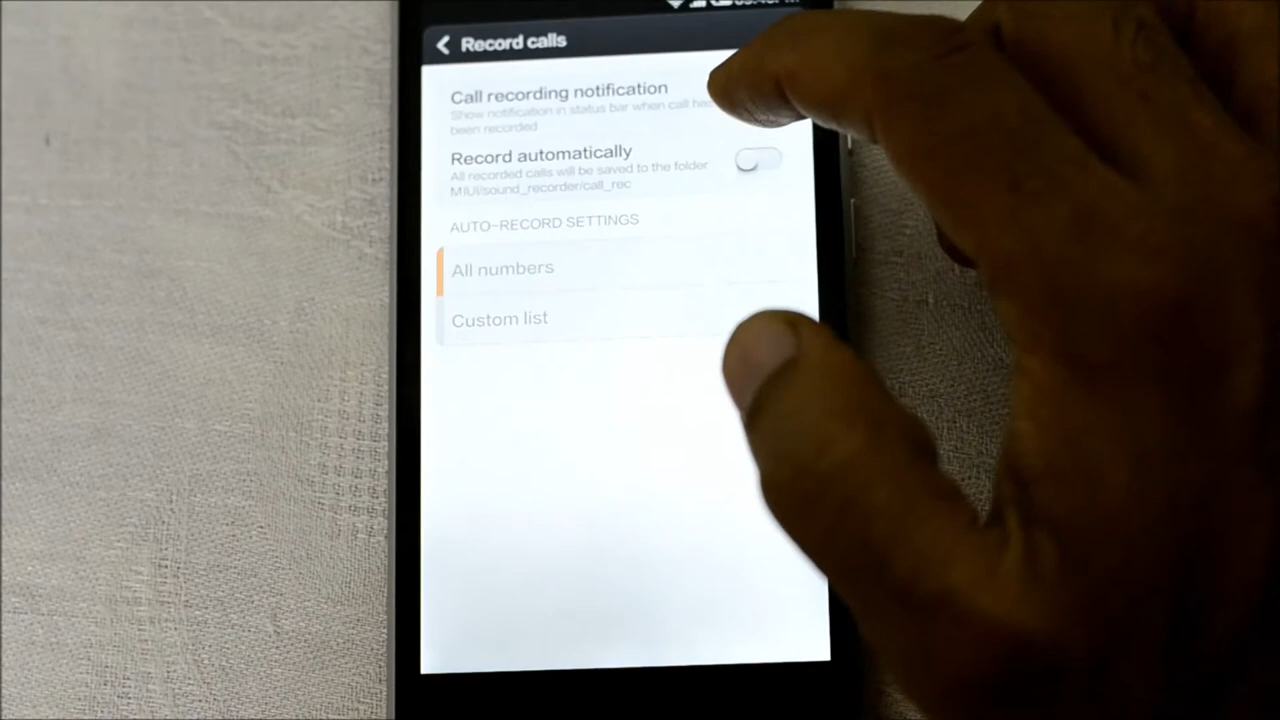 Record calls
Call recording notification
Show notification in status bar when call has
been recorded
Record automatically
All recorded calls will be saved to the folder
MIUI/sound_recorder/call_rec
AUTO-RECORD SETTINGS
All numbers
Custom list